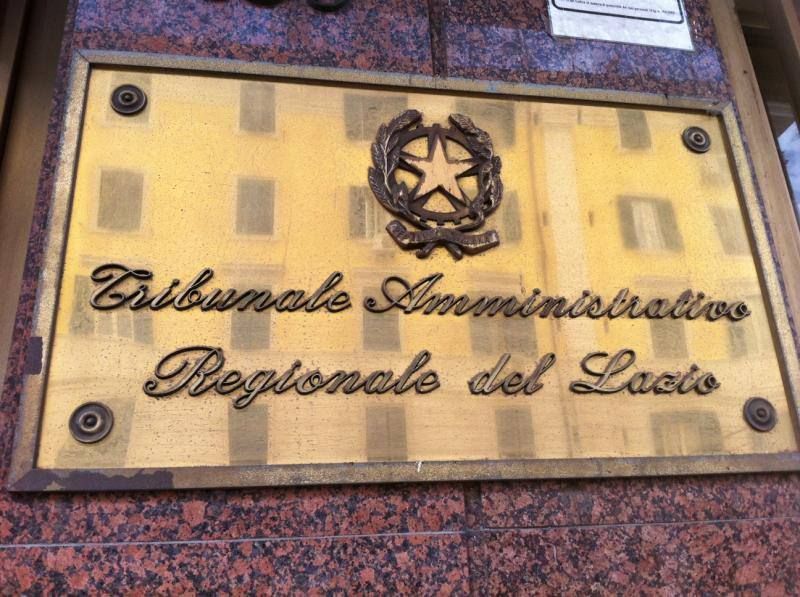 Tribunale Amministrativo
Regionale del Lazio